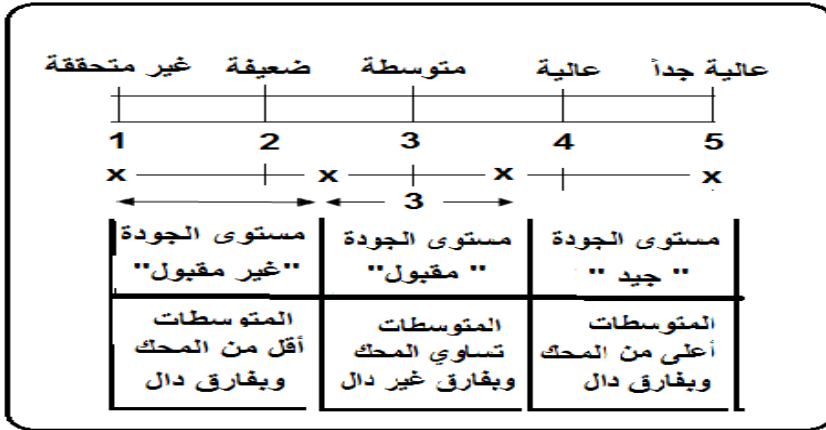 غير متحققة ضعيفة متوسطة عالية عالية جداً
1 2 3 4 5
x x x x
3
مستوى الجودة
"غير مقبول"
مستوى الجودة
" مقبول"
مستوى الجودة
" جيد "
المتوسطات
أقل من المحك
وبفارق دال
المتوسطات
تساوي المحك
وبفارق غير دال
المتوسطات
أعلى من المحك
وبفارق دال